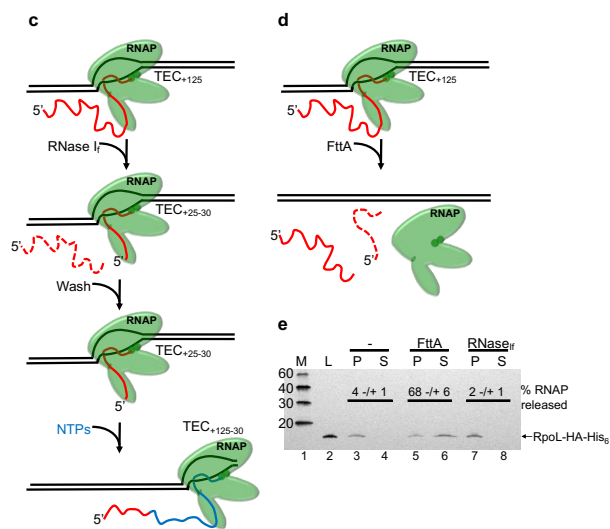 c
RNAP
TEC+125
5’
RNase If
RNAP
TEC+25-30
5’
5’
Wash
RNAP
TEC+25-30
5’
NTPs
TEC+125-30
RNAP
5’
d
RNAP
TEC+125
5’
FttA
RNAP
5’
5’
e
- FttA RNaseIf
M L P S P S P S
60
40
30
20
4 -/+ 1 68 -/+ 6 2 -/+ 1
% RNAP
released
←RpoL-HA-His6
1 2 3 4 5 6 7 8